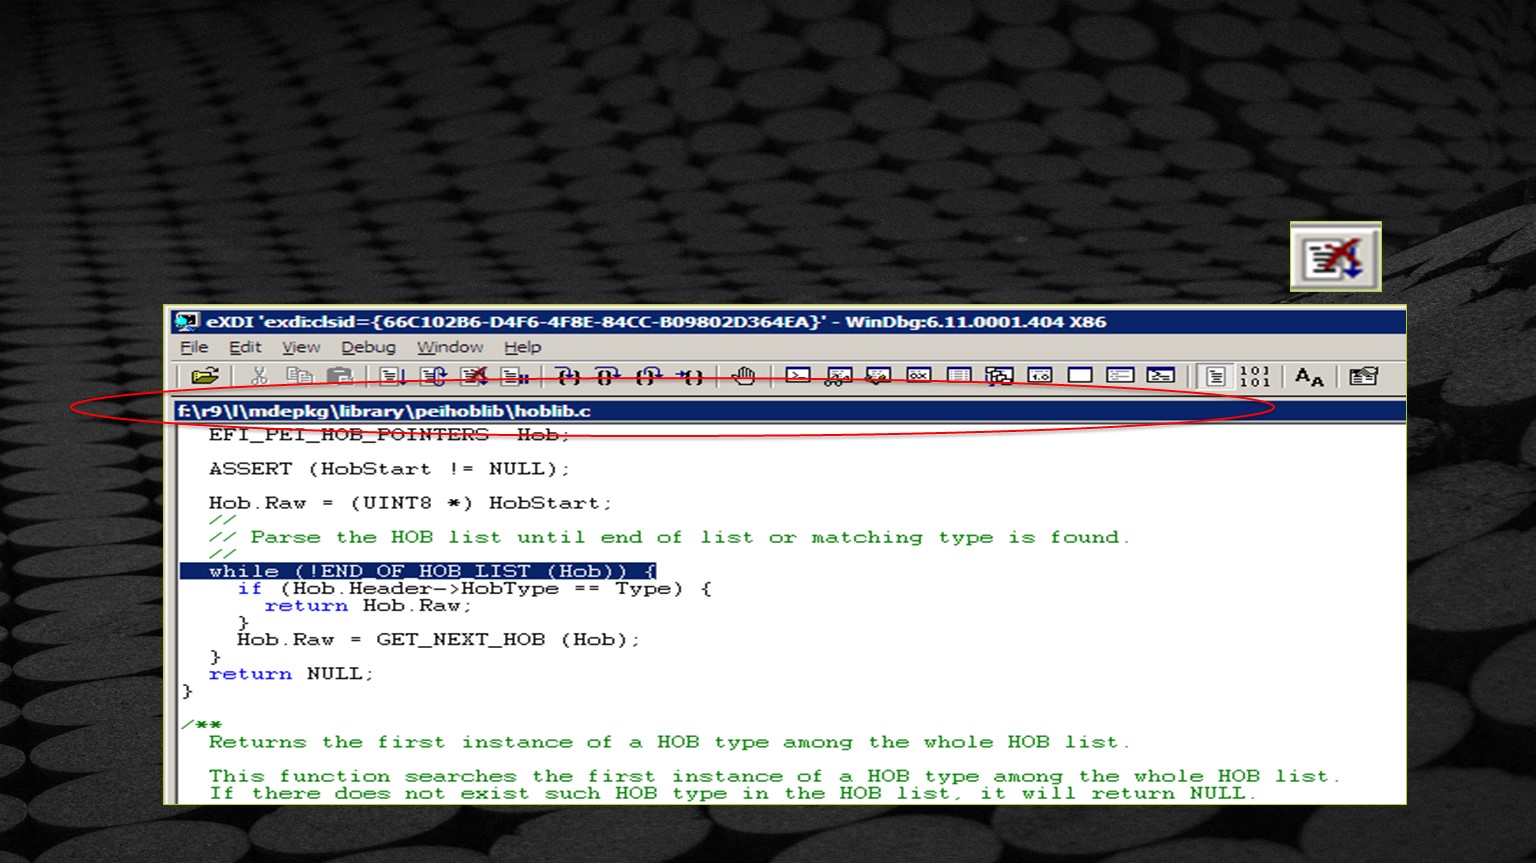 eXDI 'exdi:clsid={66C102B6-D4F6-4F8E-84CC-B09802D364EA}' - WinDbg:6.11.0001.404 X86
File Edit View Debug Window Help
101
101
AA
f:\r9\l\mdepkg\library\peihoblib\hoblib.c
EFI_PEI_HOB_POINTERS  Hob;
ASSERT (HobStart != NULL);
Hob.Raw = (UINT8 *) HobStart;
//
// Parse the HOB list until end of list or matching type is found.
//
while (!END_OF_HOB_LIST (Hob)) {
if (Hob.Header->HobType == Type) {
return Hob.Raw;
}
Hob.Raw = GET_NEXT_HOB (Hob);
}
return NULL;
}
/**
Returns the first instance of a HOB type among the whole HOB list.
This function searches the first instance of a HOB type among the whole HOB list.
If there does not exist such HOB type in the HOB list, it will return NULL.